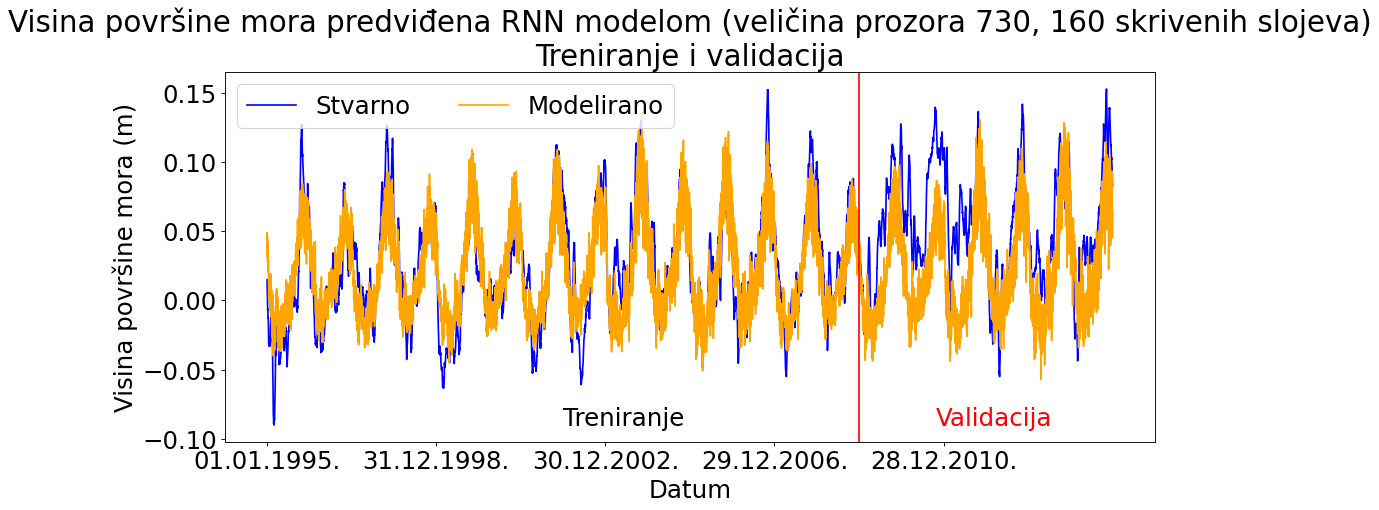 Visina površine mora predviđena RNN modelom (veličina prozora 730, 160 skrivenih slojeva)
Treniranje i validacija
Stvarno
Modelirano
Visina površine mora (m)
0.15
0.10
0.05
0.00
−0.05
−0.10
Treniranje
Validacija
01.01.1995.
31.12.1998.
30.12.2002.
29.12.2006.
28.12.2010.
Datum